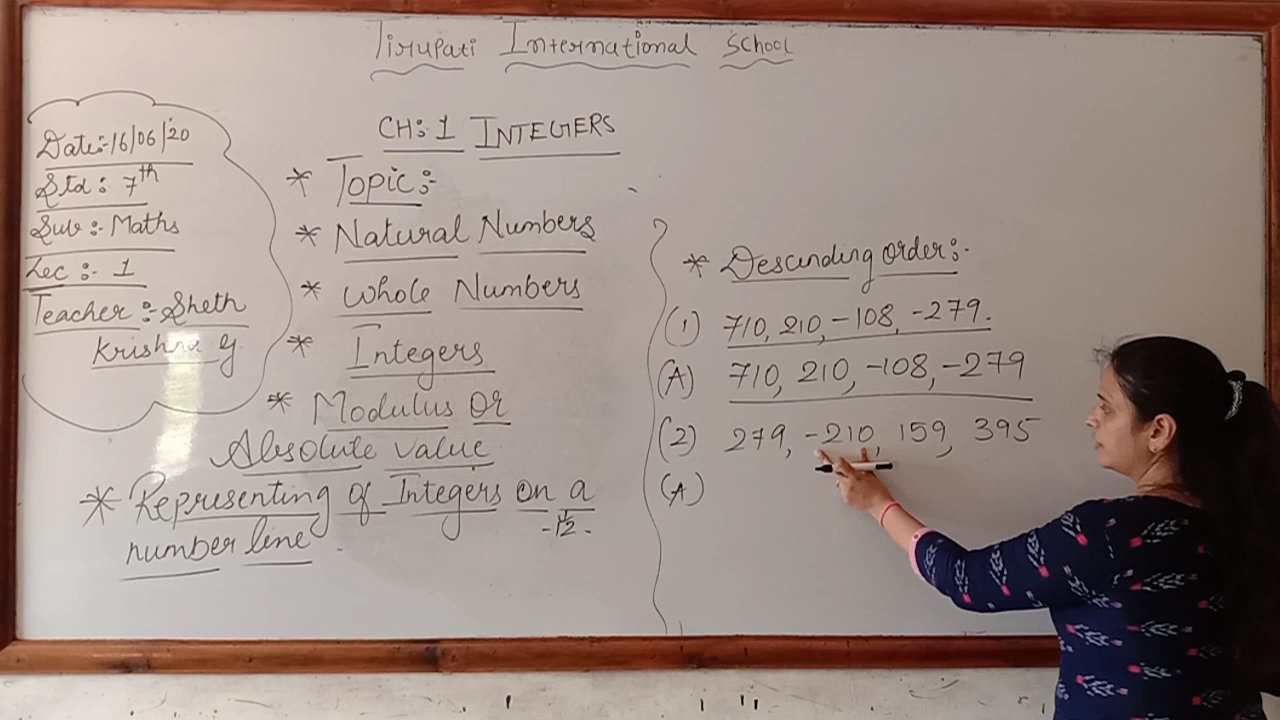 Tirupati International School
Date:-16/06/20
Std : 7th
Sub :- Maths
Lec :- 1
Teacher :- Sheth
Krishna G
CH: 1 INTEGERS
* Topic :-
* Natural Numbers
* Whole Numbers
* Integers
* Modulus Or
Absolute value
* Representing of Integers on a
number line
-12-
* Descending Order :-
(1) 710, 210, -108, -279.
(A) 710, 210, -108, -279
(2) 279, -210, 159, 395
(A)